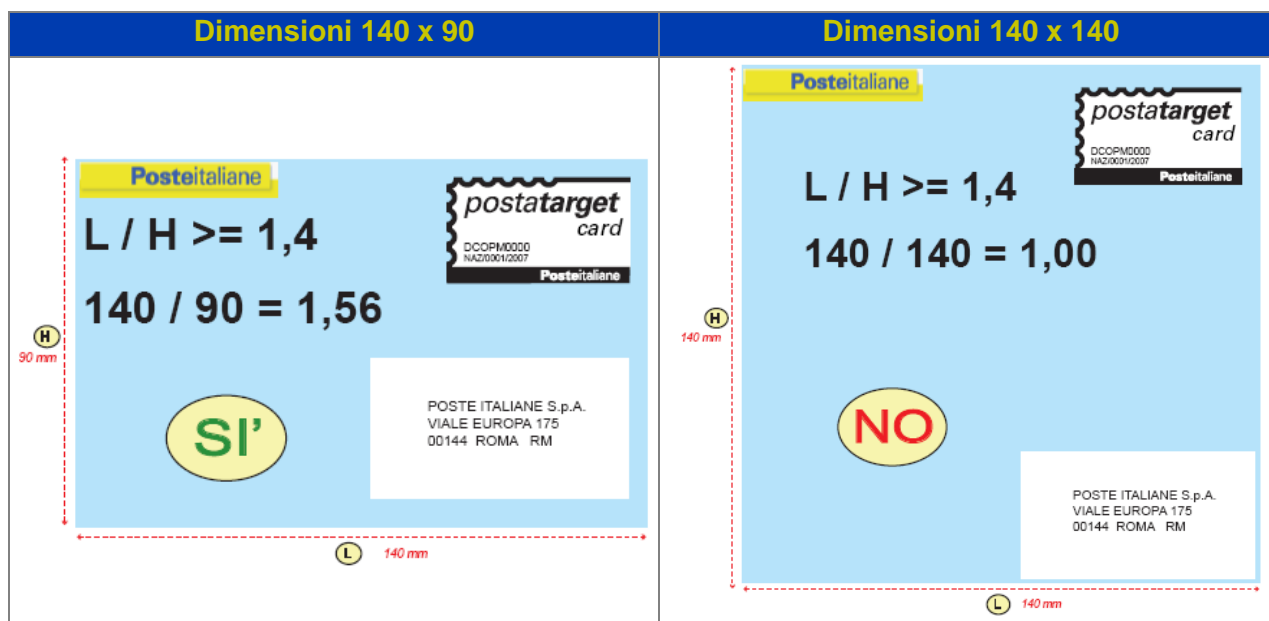 Dimensioni 140 x 90
Posteitaliane
postatarget
card
DCOPM0000
NAZ/0001/2007
Posteitaliane
L / H >= 1,4
140 / 90 = 1,56
H
90 mm
SI’
POSTE ITALIANE S.p.A.
VIALE EUROPA 175
00144 ROMA RM
L 140 mm
Dimensioni 140 x 140
Posteitaliane
postatarget
card
DCOPM0000
NAZ/0001/2007
Posteitaliane
L / H >= 1,4
140 / 140 = 1,00
H
140 mm
NO
POSTE ITALIANE S.p.A.
VIALE EUROPA 175
00144 ROMA RM
L 140 mm